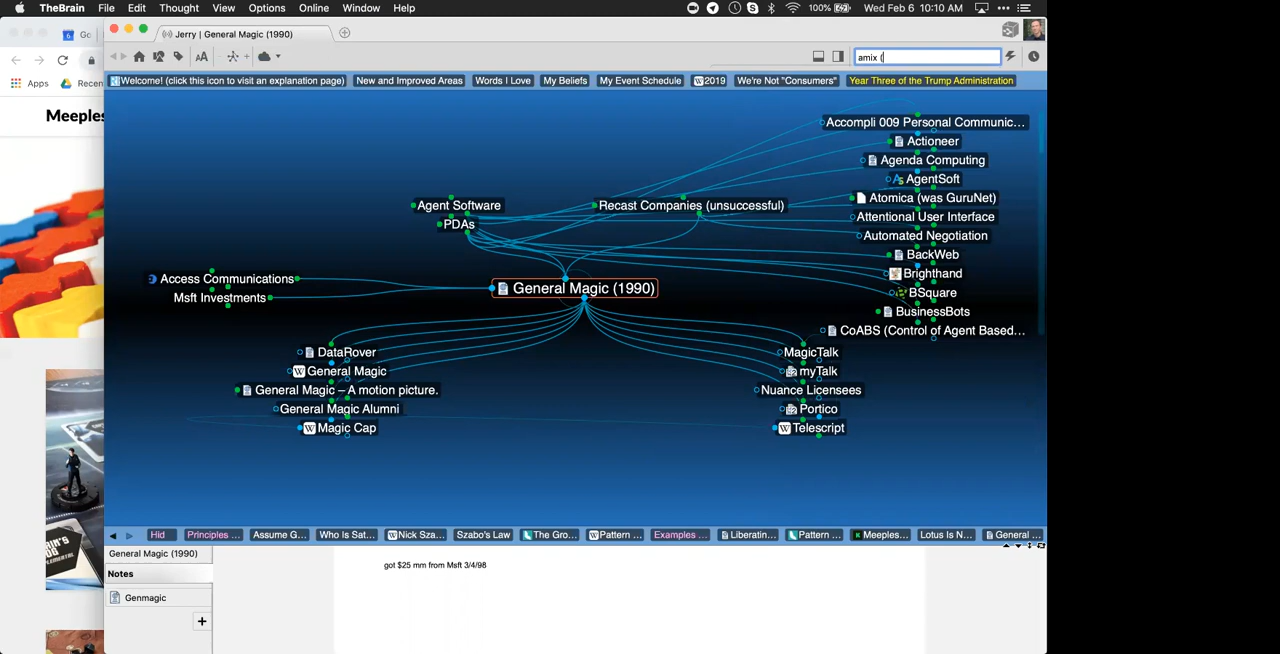 TheBrain File Edit Thought View Options Online Window Help 100% Wed Feb 6 10:10 AM
Jerry | General Magic (1990)
amix (
Apps Recen
Welcome! (click this icon to visit an explanation page) New and Improved Areas Words I Love My Beliefs My Event Schedule 2019 We're Not "Consumers" Year Three of the Trump Administration
Meeples
Accompli 009 Personal Communic...
Actioneer
Agenda Computing
AgentSoft
Atomica (was GuruNet)
Attentional User Interface
Automated Negotiation
BackWeb
Brighthand
BSquare
BusinessBots
CoABS (Control of Agent Based...
Agent Software
PDAs
Recast Companies (unsuccessful)
Access Communications
Msft Investments
General Magic (1990)
DataRover
General Magic
General Magic – A motion picture.
General Magic Alumni
Magic Cap
MagicTalk
myTalk
Nuance Licensees
Portico
Telescript
Hid Principles ... Assume G... Who Is Sat... Nick Sza... Szabo's Law The Gro... Pattern ... Examples ... Liberatin... Pattern ... Meeples... Lotus Is N... General ...
General Magic (1990)
Notes
Genmagic
got $25 mm from Msft 3/4/98